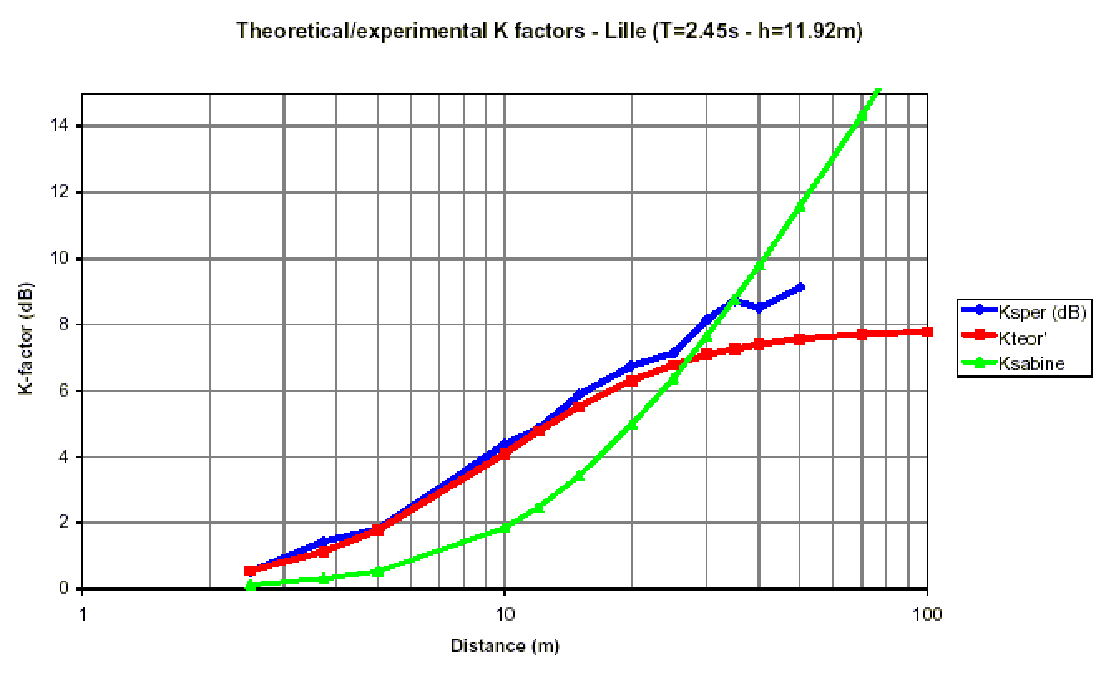 Theoretical/experimental K factors - Lille (T=2.45s - h=11.92m)
14
12
10
8
6
4
2
0
K-factor (dB)
1
10
100
Distance (m)
Ksper (dB)
Kteor'
Ksabine